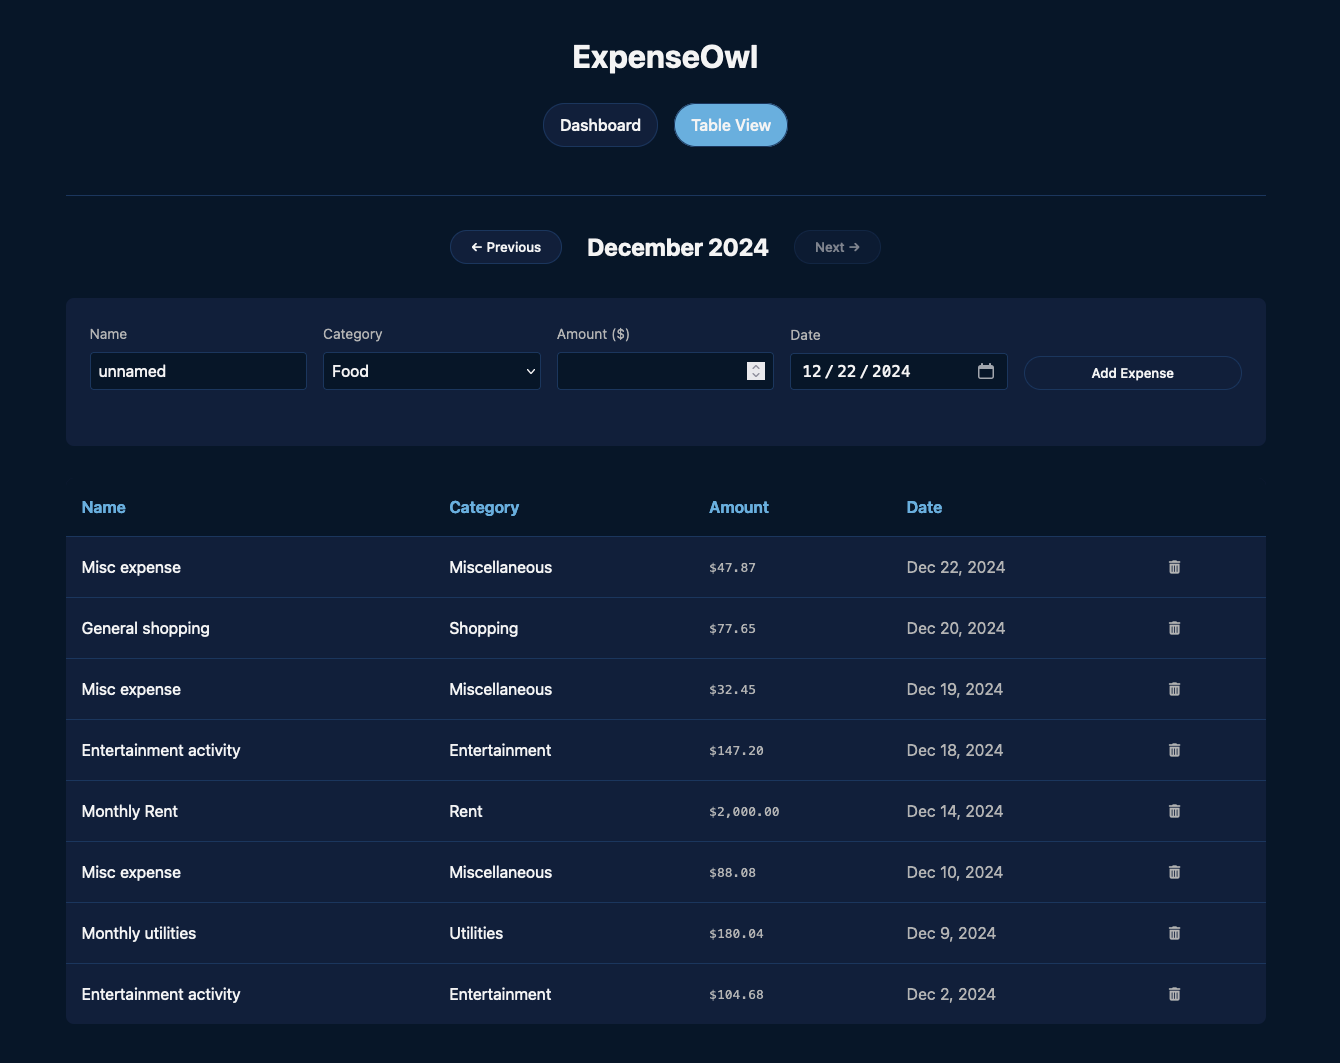 ExpenseOwl
Dashboard Table View
← Previous December 2024 Next →
Name Category Amount ($) Date
unnamed Food 12/22/2024 Add Expense
Name Category Amount Date
Misc expense Miscellaneous $47.87 Dec 22, 2024
General shopping Shopping $77.65 Dec 20, 2024
Misc expense Miscellaneous $32.45 Dec 19, 2024
Entertainment activity Entertainment $147.20 Dec 18, 2024
Monthly Rent Rent $2,000.00 Dec 14, 2024
Misc expense Miscellaneous $88.08 Dec 10, 2024
Monthly utilities Utilities $180.04 Dec 9, 2024
Entertainment activity Entertainment $104.68 Dec 2, 2024